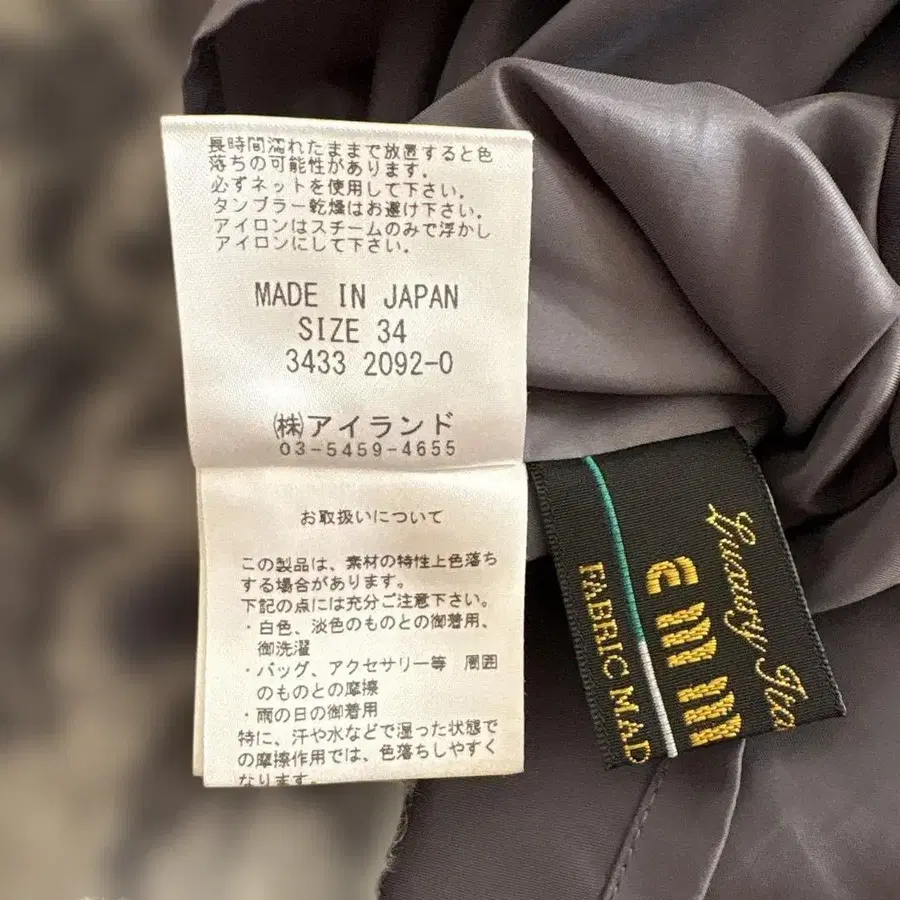 長時間濡れたままで放置すると色
落ちの可能性があります。
必ずネットを使用して下さい。
タンブラー乾燥はお避け下さい。
アイロンはスチームのみで浮かし
アイロンにして下さい。
MADE IN JAPAN
SIZE 34
3433 2092-0
㈱アイランド
03-5459-4655
お取扱いについて
この製品は、素材の特性上色落ち
する場合があります。
下記の点には充分ご注意下さい。
・白色、淡色のものとの御着用、
御洗濯
・バッグ、アクセサリー等 周囲
のものとの摩擦
・雨の日の御着用
特に、汗や水などで湿った状態で
の摩擦作用では、色落ちしやすく
なります。
Luxury
FABRIC MAD